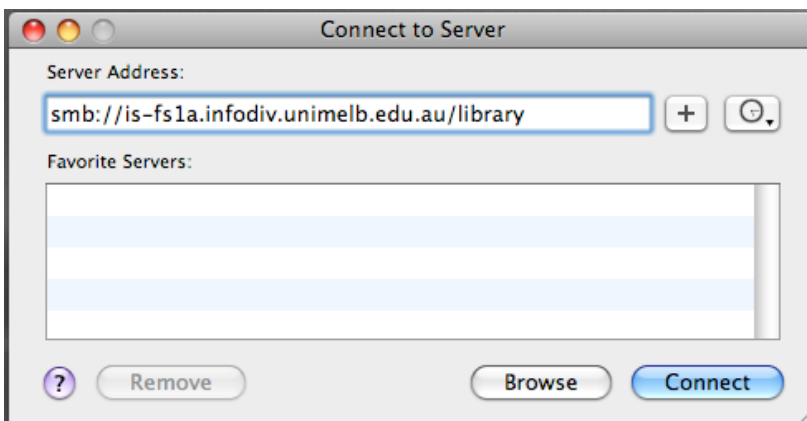 Connect to Server
Server Address:
smb://is-fs1a.infodiv.unimelb.edu.au/library
+
Favorite Servers:
?
Remove
Browse
Connect